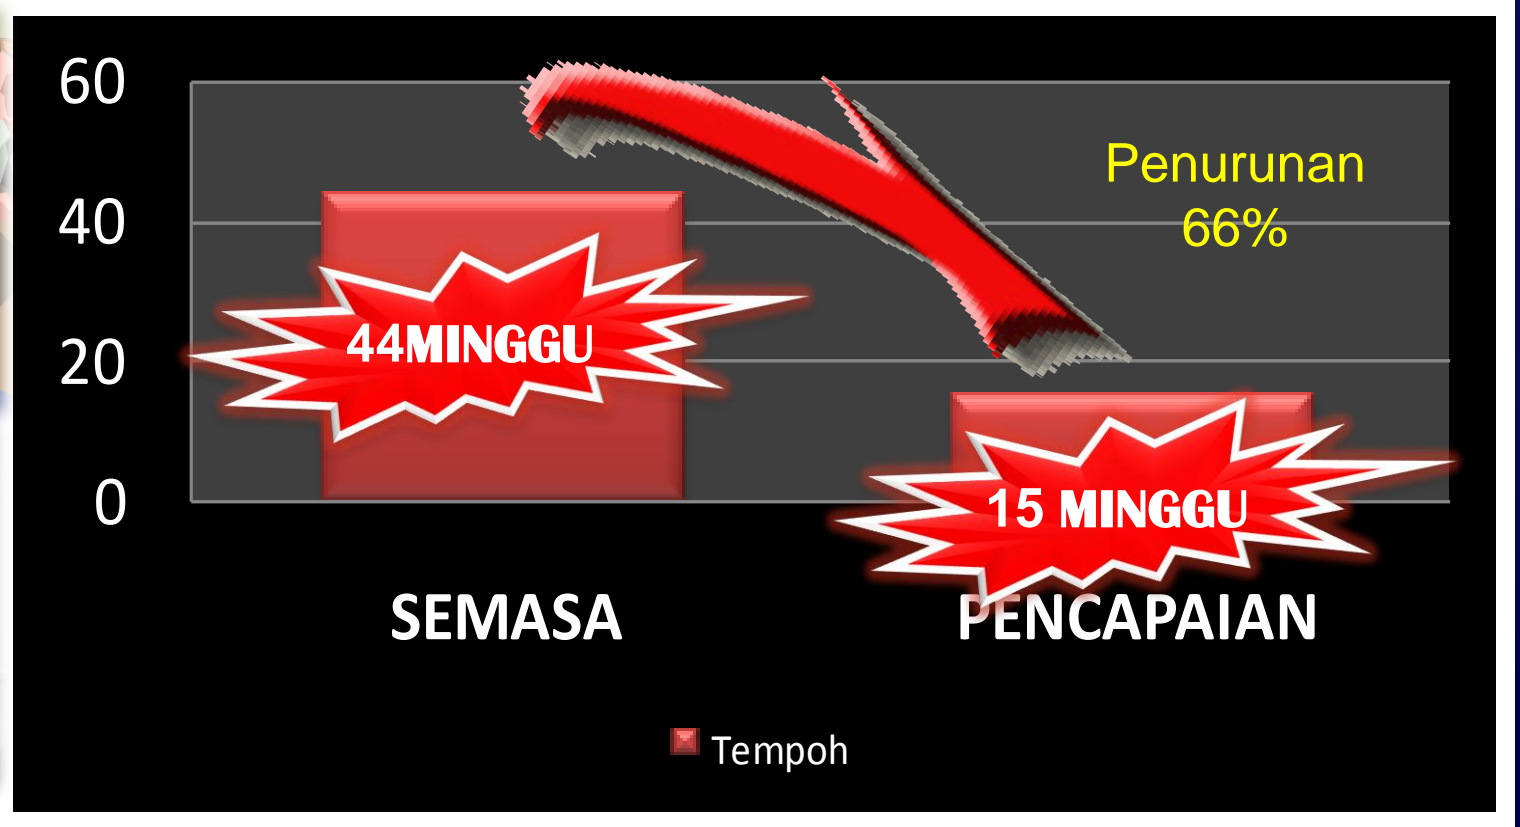 60
40
20
0
Penurunan
66%
44MINGGU
15 MINGGU
SEMASA
PENCAPAIAN
Tempoh